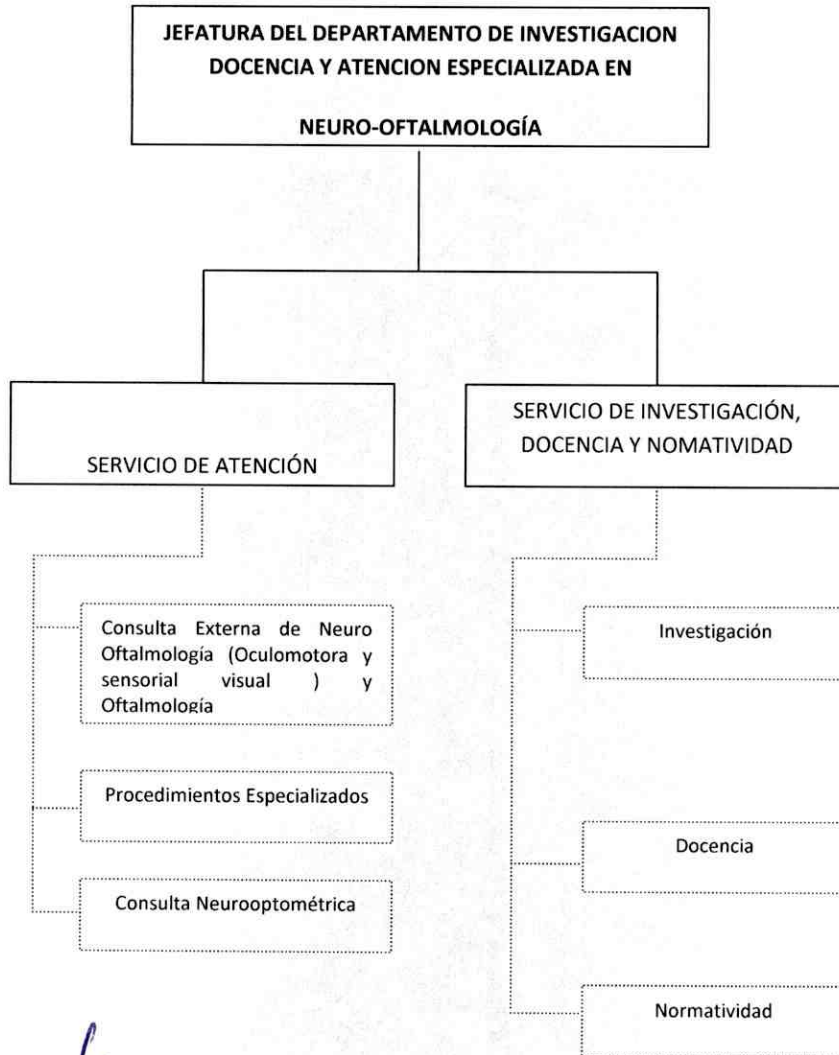 JEFATURA DEL DEPARTAMENTO DE INVESTIGACION
DOCENCIA Y ATENCION ESPECIALIZADA EN
NEURO-OFTALMOLOGÍA
SERVICIO DE ATENCIÓN
SERVICIO DE INVESTIGACIÓN,
DOCENCIA Y NOMATIVIDAD
Consulta Externa de Neuro
Oftalmología (Oculomotora y
sensorial visual ) y
Oftalmología
Procedimientos Especializados
Consulta Neurooptométrica
Investigación
Docencia
Normatividad